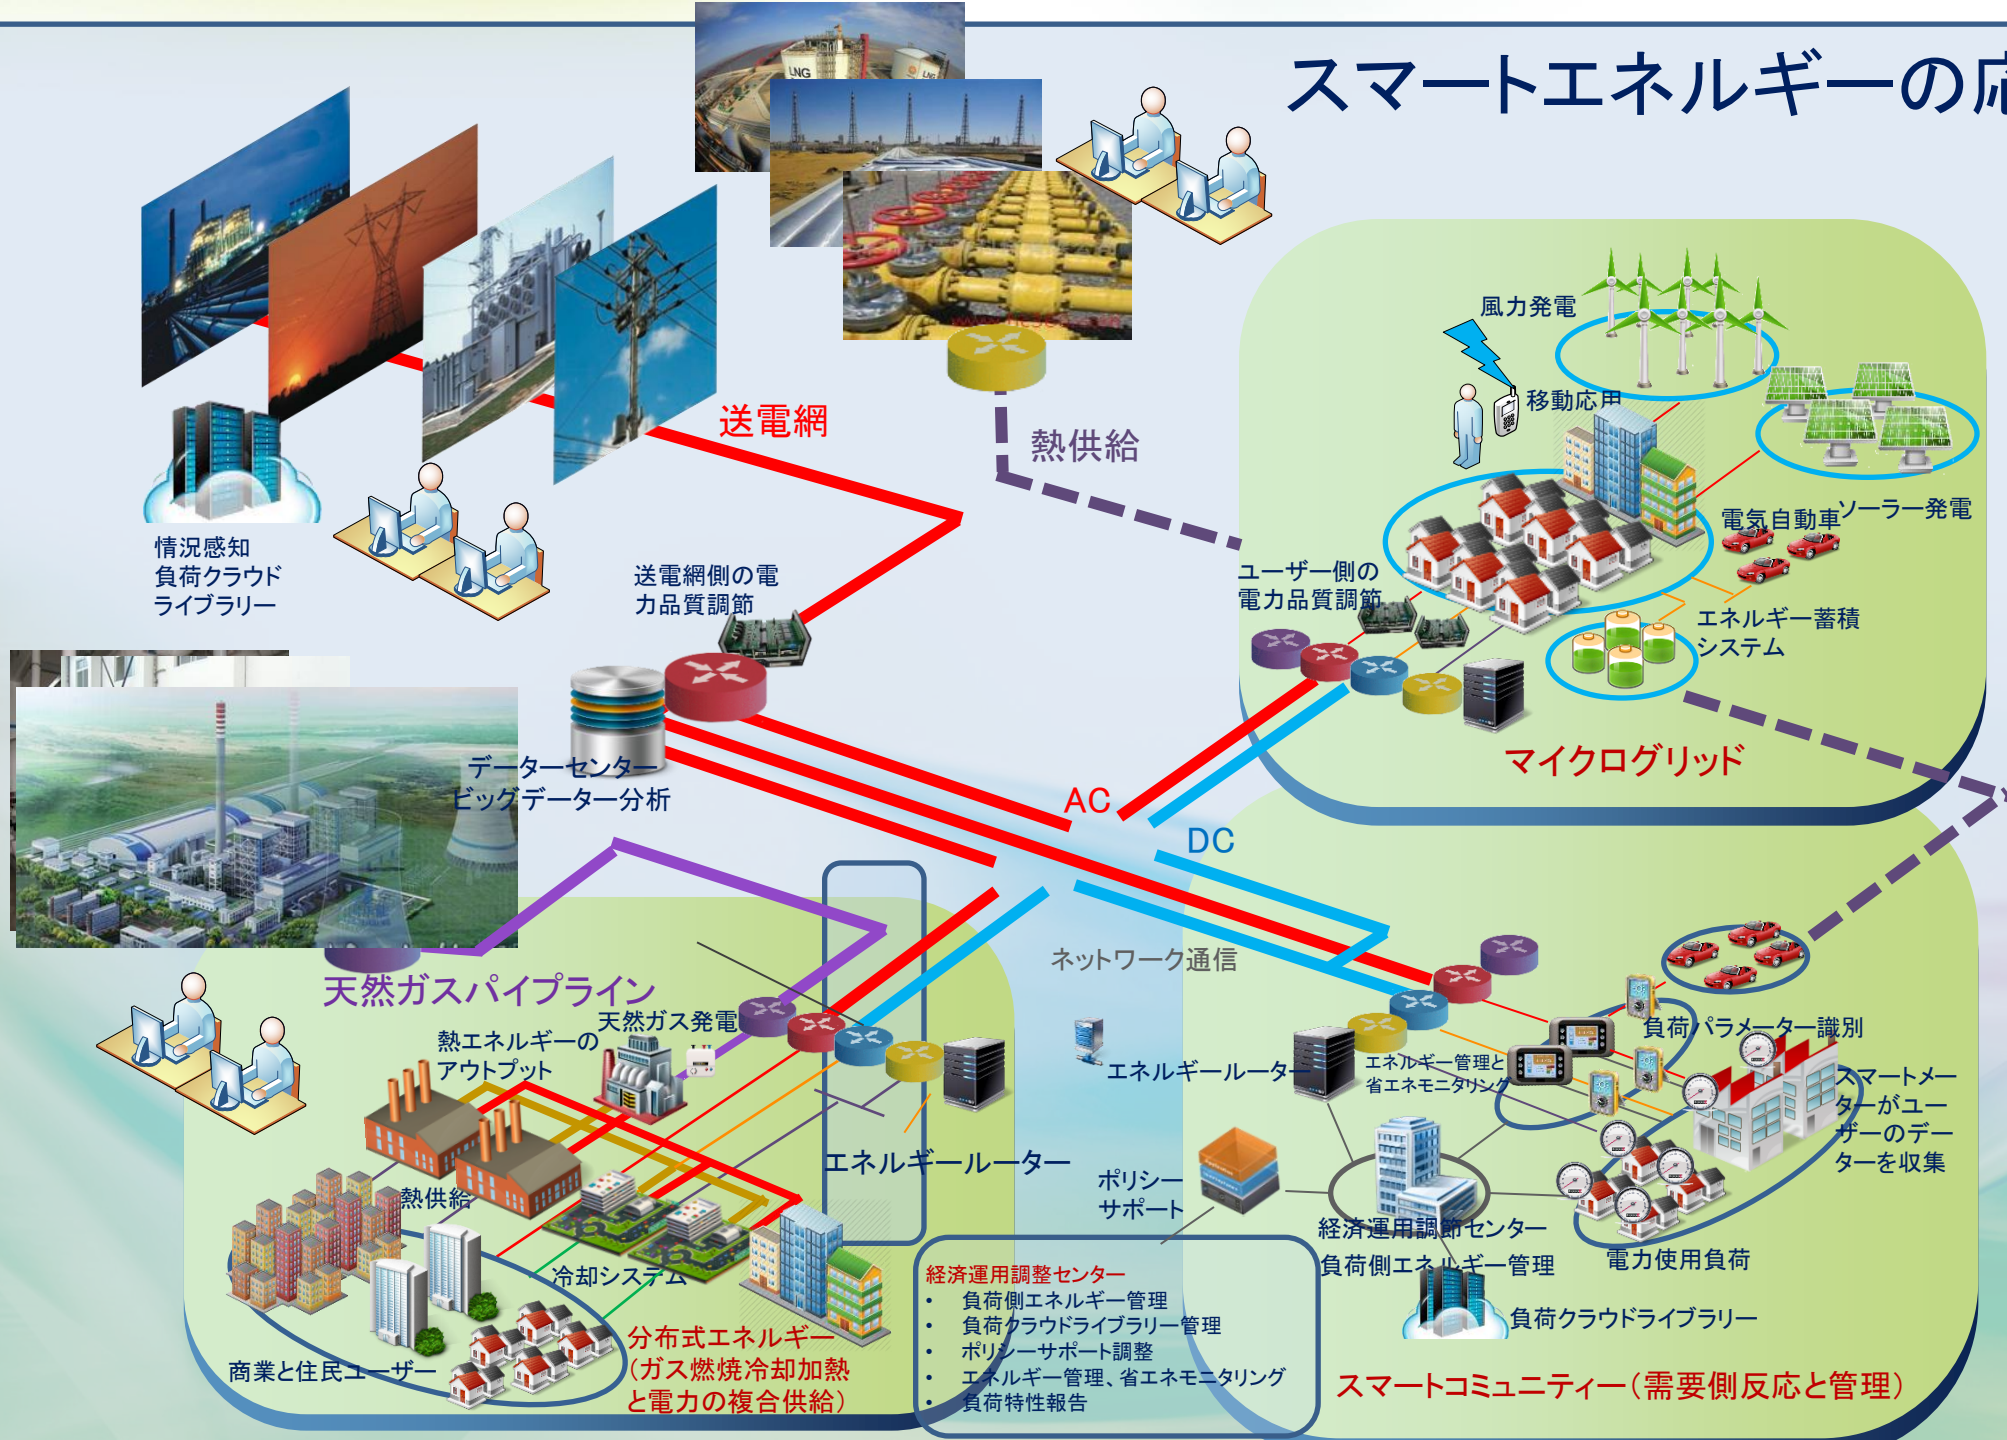 スマートエネルギーの応
LNG
LNG
送電網
熱供給
風力発電
移動応用
電気自動車
ソーラー発電
情況感知
負荷クラウド
ライブラリー
送電網側の電
力品質調節
ユーザー側の
電力品質調節
エネルギー蓄積
システム
マイクログリッド
データーセンター
ビッグデーター分析
AC
DC
ネットワーク通信
天然ガスパイプライン
天然ガス発電
熱エネルギーの
アウトプット
エネルギールーター
熱供給
冷却システム
商業と住民ユーザー
分布式エネルギー
（ガス燃焼冷却加熱
と電力の複合供給）
エネルギールーター
エネルギー管理と
省エネモニタリング
負荷パラメーター識別
スマートメー
ターがユー
ザーのデー
ターを収集
ポリシー
サポート
経済運用調節センター
負荷側エネルギー管理
電力使用負荷
負荷クラウドライブラリー
スマートコミュニティー（需要側反応と管理）
経済運用調整センター
• 負荷側エネルギー管理
• 負荷クラウドライブラリー管理
• ポリシーサポート調整
• エネルギー管理、省エネモニタリング
• 負荷特性報告